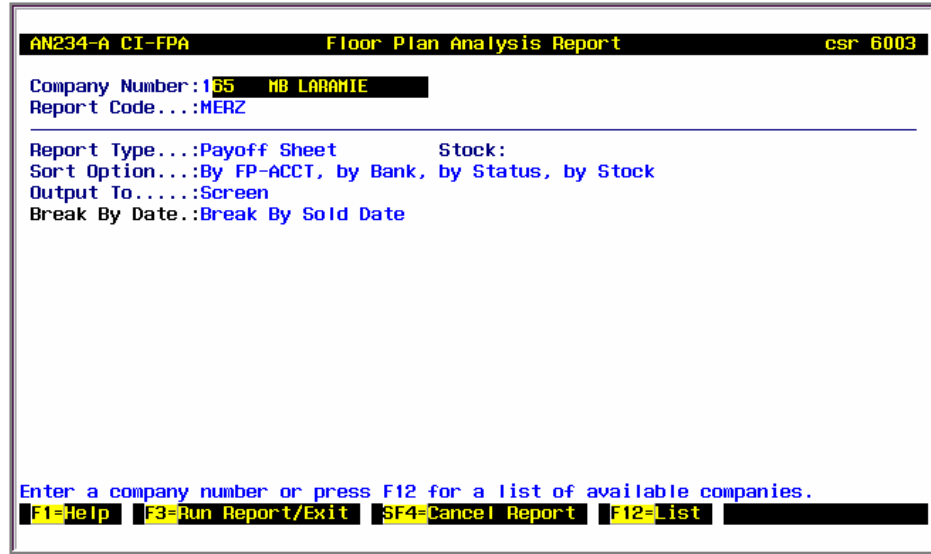 AN234-A CI-FPA Floor Plan Analysis Report csr 6003
Company Number:165 MB LARAMIE
Report Code...:MERZ
Report Type...:Payoff Sheet Stock:
Sort Option...:By FP-ACCT, by Bank, by Status, by Stock
Output To.....:Screen
Break By Date.:Break By Sold Date
Enter a company number or press F12 for a list of available companies.
F1=Help F3=Run Report/Exit SF4=Cancel Report F12=List